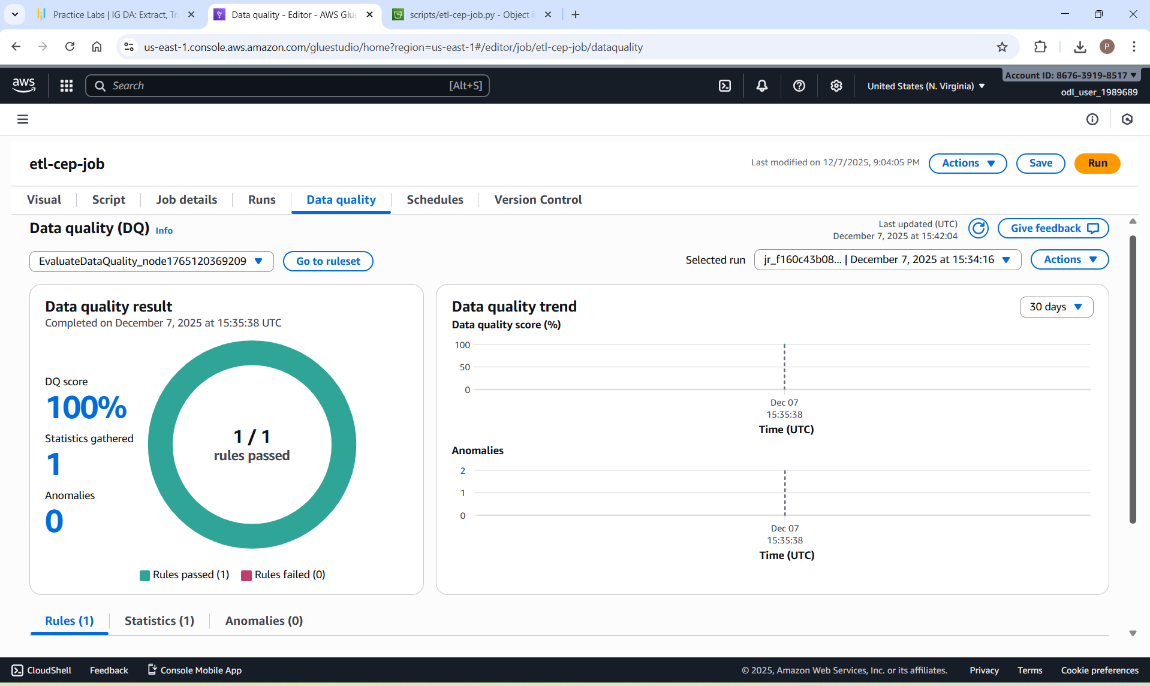 Practice Labs | IG DA: Extract, Tr
Data quality - Editor - AWS Glue
scripts/etl-cep-job.py - Object i
us-east-1.console.aws.amazon.com/gluestudio/home?region=us-east-1#/editor/job/etl-cep-job/dataquality
P
aws
Search
[Alt+S]
United States (N. Virginia)
Account ID: 8676-3919-8517
odl_user_1989689
etl-cep-job
Last modified on 12/7/2025, 9:04:05 PM
Actions
Save
Run
Visual
Script
Job details
Runs
Data quality
Schedules
Version Control
Data quality (DQ) Info
Last updated (UTC)
December 7, 2025 at 15:42:04
Give feedback
EvaluateDataQuality_node1765120369209
Go to ruleset
Selected run
jr_f160c43b08... | December 7, 2025 at 15:34:16
Actions
Data quality result
Completed on December 7, 2025 at 15:35:38 UTC
DQ score
100%
Statistics gathered
1
Anomalies
0
1 / 1
rules passed
Rules passed (1)
Rules failed (0)
Data quality trend
30 days
Data quality score (%)
100
50
0
Dec 07
15:35:38
Time (UTC)
Anomalies
2
1
0
Dec 07
15:35:38
Time (UTC)
Rules (1)
Statistics (1)
Anomalies (0)
CloudShell
Feedback
Console Mobile App
© 2025, Amazon Web Services, Inc. or its affiliates.
Privacy
Terms
Cookie preferences